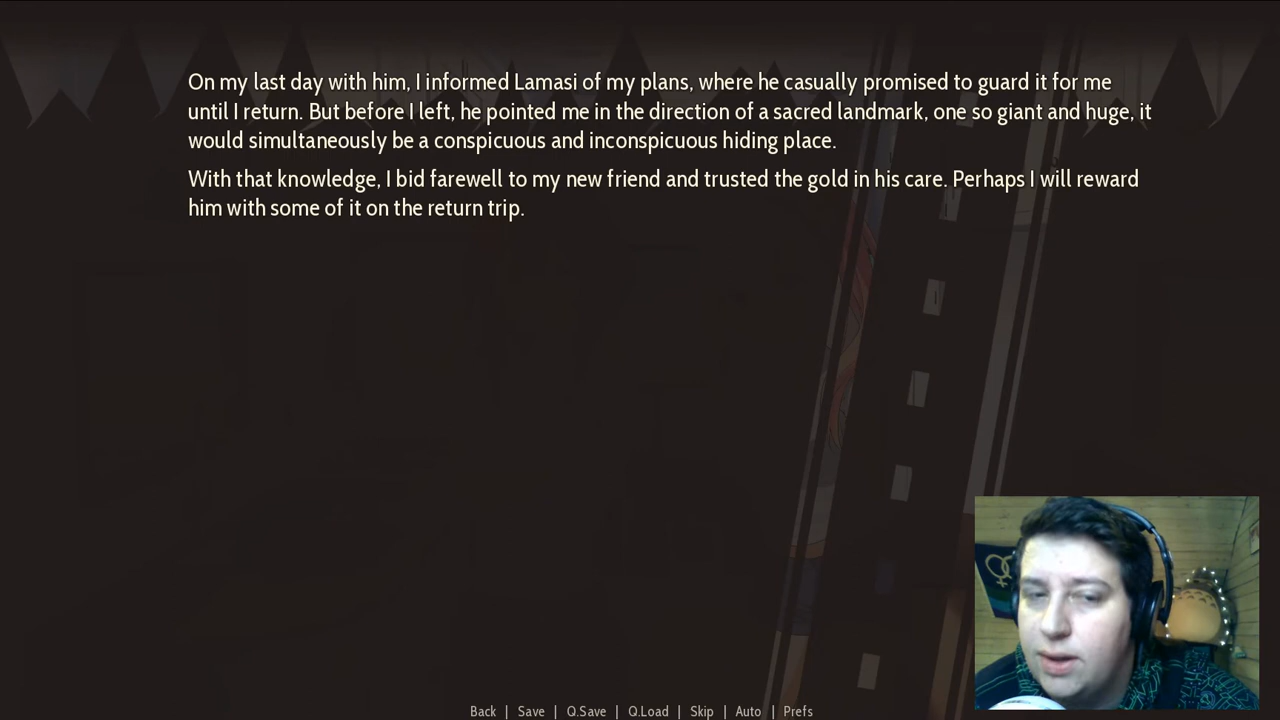 On my last day with him, I informed Lamasi of my plans, where he casually promised to guard it for me
until I return. But before I left, he pointed me in the direction of a sacred landmark, one so giant and huge, it
would simultaneously be a conspicuous and inconspicuous hiding place.
With that knowledge, I bid farewell to my new friend and trusted the gold in his care. Perhaps I will reward
him with some of it on the return trip.
Back | Save | Q.Save | Q.Load | Skip | Auto | Prefs